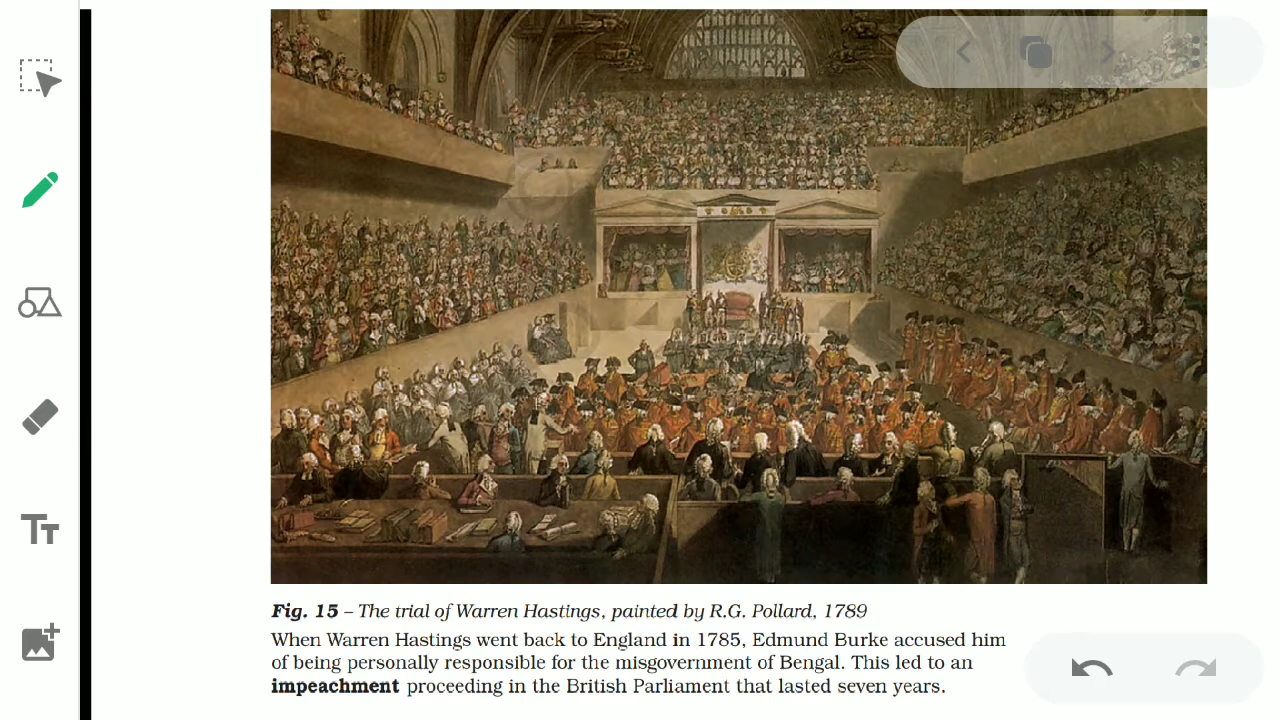 Fig. 15 – The trial of Warren Hastings, painted by R.G. Pollard, 1789
When Warren Hastings went back to England in 1785, Edmund Burke accused him
of being personally responsible for the misgovernment of Bengal. This led to an
impeachment proceeding in the British Parliament that lasted seven years.